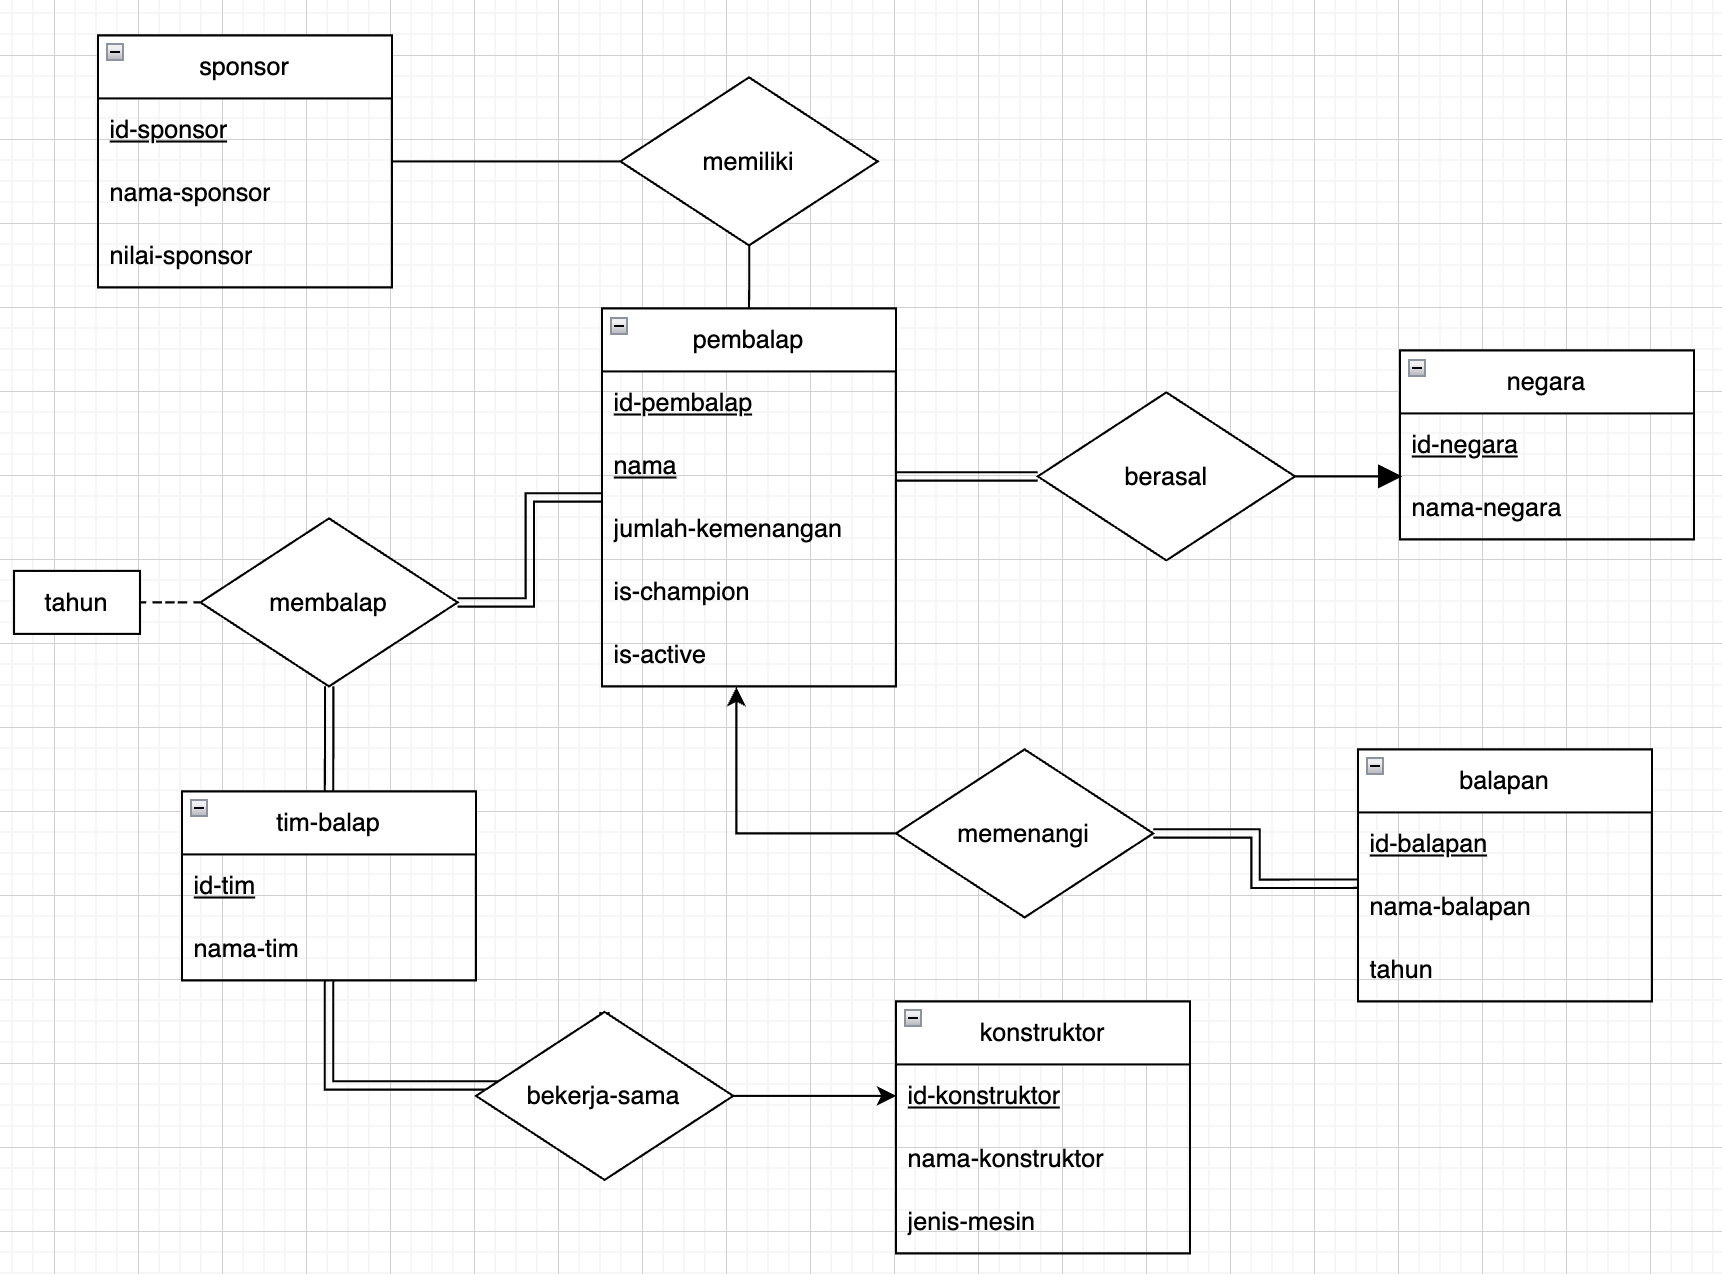 sponsor
id-sponsor
nama-sponsor
nilai-sponsor
memiliki
pembalap
id-pembalap
nama
jumlah-kemenangan
is-champion
is-active
berasal
negara
id-negara
nama-negara
tahun
membalap
tim-balap
id-tim
nama-tim
memenangi
balapan
id-balapan
nama-balapan
tahun
bekerja-sama
konstruktor
id-konstruktor
nama-konstruktor
jenis-mesin